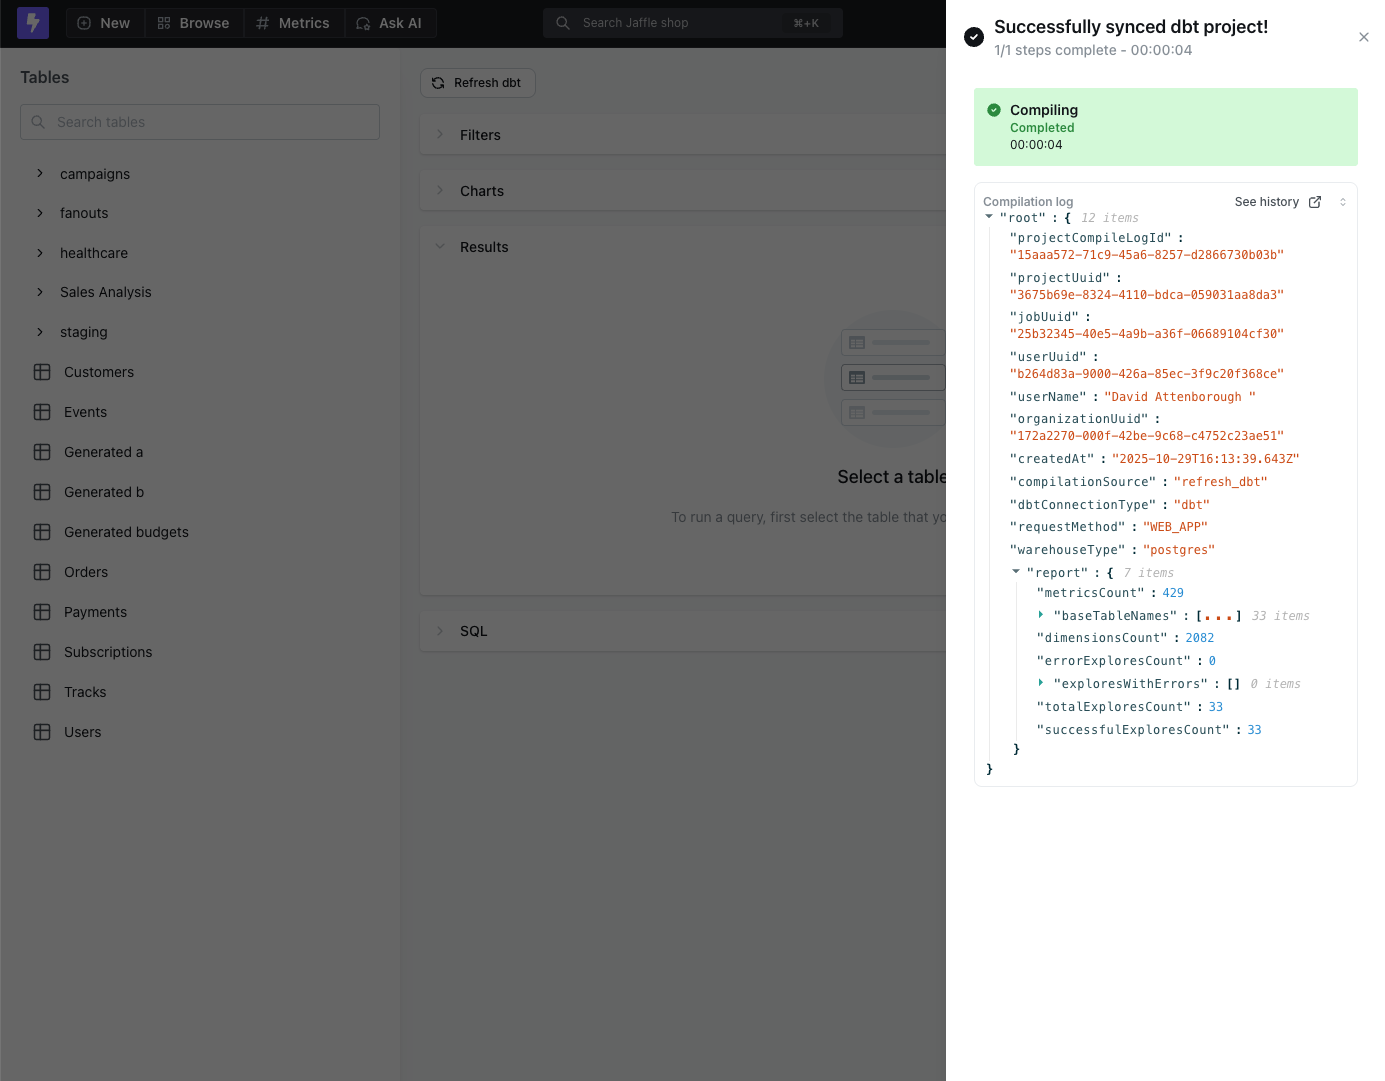 New
Browse
Metrics
Ask AI
Search Jaffle shop
⌘+K
Tables
Search tables
campaigns
fanouts
healthcare
Sales Analysis
staging
Customers
Events
Generated a
Generated b
Generated budgets
Orders
Payments
Subscriptions
Tracks
Users
Refresh dbt
Filters
Charts
Results
Select a table
To run a query, first select the table that yo
SQL
Successfully synced dbt project!
1/1 steps complete - 00:00:04
Compiling
Completed
00:00:04
Compilation log
See history
"root" : { 12 items
"projectCompileLogId" :
"15aaa572-71c9-45a6-8257-d2866730b03b"
"projectUuid" :
"3675b69e-8324-4110-bdca-059031aa8da3"
"jobUuid" :
"25b32345-40e5-4a9b-a36f-06689104cf30"
"userUuid" :
"b264d83a-9000-426a-85ec-3f9c20f368ce"
"userName" : "David Attenborough "
"organizationUuid" :
"172a2270-000f-42be-9c68-c4752c23ae51"
"createdAt" : "2025-10-29T16:13:39.643Z"
"compilationSource" : "refresh_dbt"
"dbtConnectionType" : "dbt"
"requestMethod" : "WEB_APP"
"warehouseType" : "postgres"
"report" : { 7 items
"metricsCount" : 429
"baseTableNames" : [...] 33 items
"dimensionsCount" : 2082
"errorExploresCount" : 0
"exploresWithErrors" : [] 0 items
"totalExploresCount" : 33
"successfulExploresCount" : 33
}
}